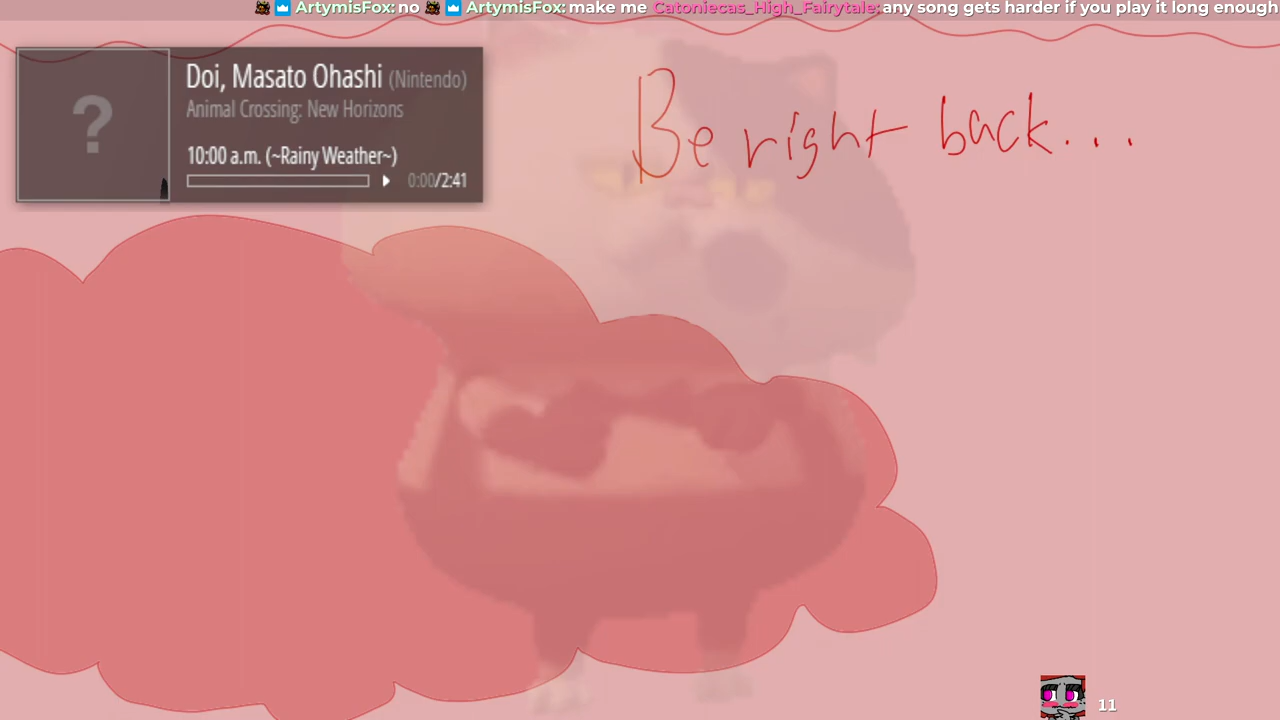 ArtymisFox: no ArtymisFox: make me Catoniecas_High_Fairytale: any song gets harder if you play it long enough
Doi, Masato Ohashi (Nintendo)
Animal Crossing: New Horizons
?
10:00 a.m. (~Rainy Weather~)
0:00/2:41
Be right back...
11